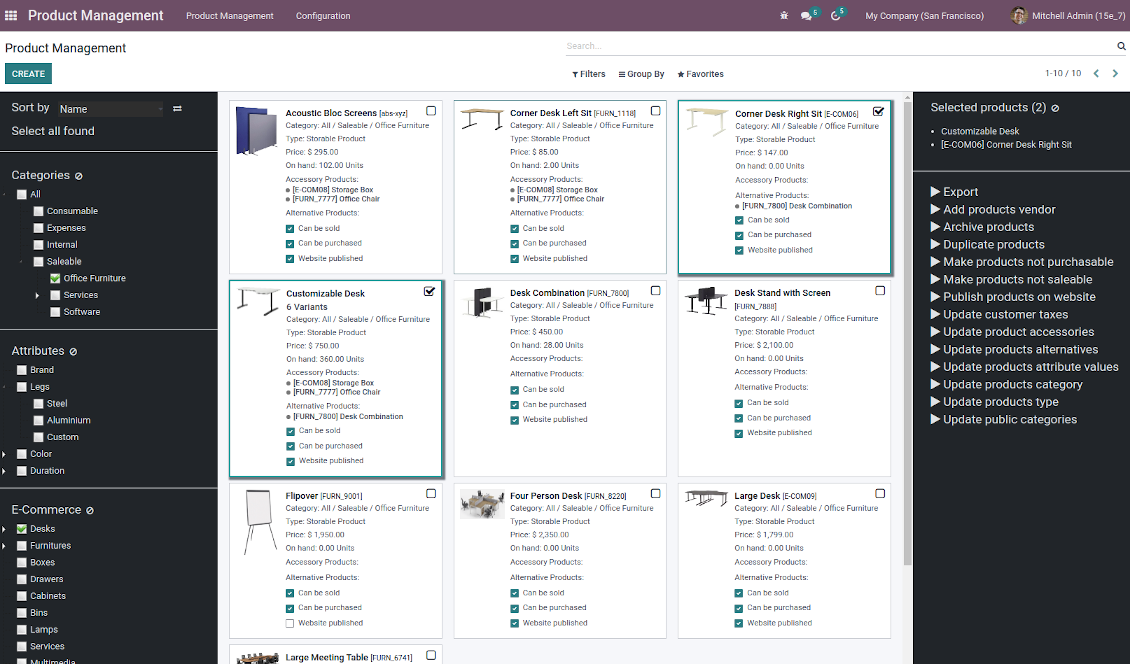 Product Management
Product Management
Configuration
5
5
My Company (San Francisco)
Mitchell Admin (15e_7)
Product Management
Search...
CREATE
Filters
Group By
Favorites
1-10 / 10
Sort by Name
Select all found
Categories
All
Consumable
Expenses
Internal
Saleable
Office Furniture
Services
Software
Attributes
Brand
Legs
Steel
Aluminium
Custom
Color
Duration
E-Commerce
Desks
Furnitures
Boxes
Drawers
Cabinets
Bins
Lamps
Services
Multimedia
Acoustic Bloc Screens [abs-xyz]
Category: All / Saleable / Office Furniture
Type: Storable Product
Price: $ 295.00
On hand: 102.00 Units
Accessory Products:
[E-COM08] Storage Box
[FURN_7777] Office Chair
Alternative Products:
Can be sold
Can be purchased
Website published
Corner Desk Left Sit [FURN_1118]
Category: All / Saleable / Office Furniture
Type: Storable Product
Price: $ 85.00
On hand: 2.00 Units
Accessory Products:
[E-COM08] Storage Box
[FURN_7777] Office Chair
Alternative Products:
Can be sold
Can be purchased
Website published
Corner Desk Right Sit [E-COM06]
Category: All / Saleable / Office Furniture
Type: Storable Product
Price: $ 147.00
On hand: 0.00 Units
Accessory Products:
Alternative Products:
[FURN_7800] Desk Combination
Can be sold
Can be purchased
Website published
Customizable Desk
6 Variants
Category: All / Saleable / Office Furniture
Type: Storable Product
Price: $ 750.00
On hand: 360.00 Units
Accessory Products:
[E-COM08] Storage Box
[FURN_7777] Office Chair
Alternative Products:
[FURN_7800] Desk Combination
Can be sold
Can be purchased
Website published
Desk Combination [FURN_7800]
Category: All / Saleable / Office Furniture
Type: Storable Product
Price: $ 450.00
On hand: 28.00 Units
Accessory Products:
Alternative Products:
Can be sold
Can be purchased
Website published
Desk Stand with Screen
[FURN_7888]
Category: All / Saleable / Office Furniture
Type: Storable Product
Price: $ 2,100.00
On hand: 0.00 Units
Accessory Products:
Alternative Products:
Can be sold
Can be purchased
Website published
Flipover [FURN_9001]
Category: All / Saleable / Office Furniture
Type: Storable Product
Price: $ 1,950.00
On hand: 0.00 Units
Accessory Products:
Alternative Products:
Can be sold
Can be purchased
Website published
Four Person Desk [FURN_8220]
Category: All / Saleable / Office Furniture
Type: Storable Product
Price: $ 2,350.00
On hand: 0.00 Units
Accessory Products:
Alternative Products:
Can be sold
Can be purchased
Website published
Large Desk [E-COM09]
Category: All / Saleable / Office Furniture
Type: Storable Product
Price: $ 1,799.00
On hand: 0.00 Units
Accessory Products:
Alternative Products:
Can be sold
Can be purchased
Website published
Large Meeting Table [FURN_6741]
Selected products (2)
Customizable Desk
[E-COM06] Corner Desk Right Sit
Export
Add products vendor
Archive products
Duplicate products
Make products not purchasable
Make products not saleable
Publish products on website
Update customer taxes
Update product accessories
Update products alternatives
Update products attribute values
Update products category
Update products type
Update public categories